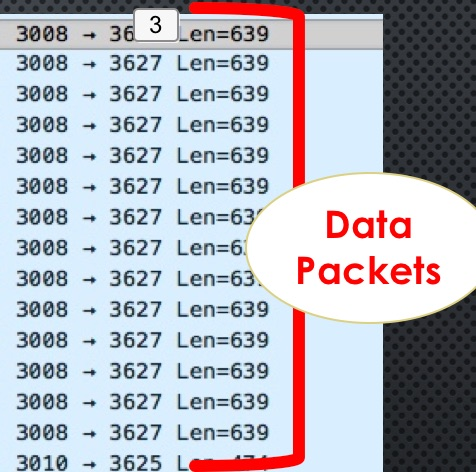 3
3008 → 36 Len=639
3008 → 3627 Len=639
3008 → 3627 Len=639
3008 → 3627 Len=639
3008 → 3627 Len=639
3008 → 3627 Len=639
3008 → 3627
3008 → 3627
3008 → 3627
3008 → 3627 Len=639
3008 → 3627 Len=639
3008 → 3627 Len=639
3008 → 3627 Len=639
3008 → 3627 Len=639
3010 → 3625
Data
Packets